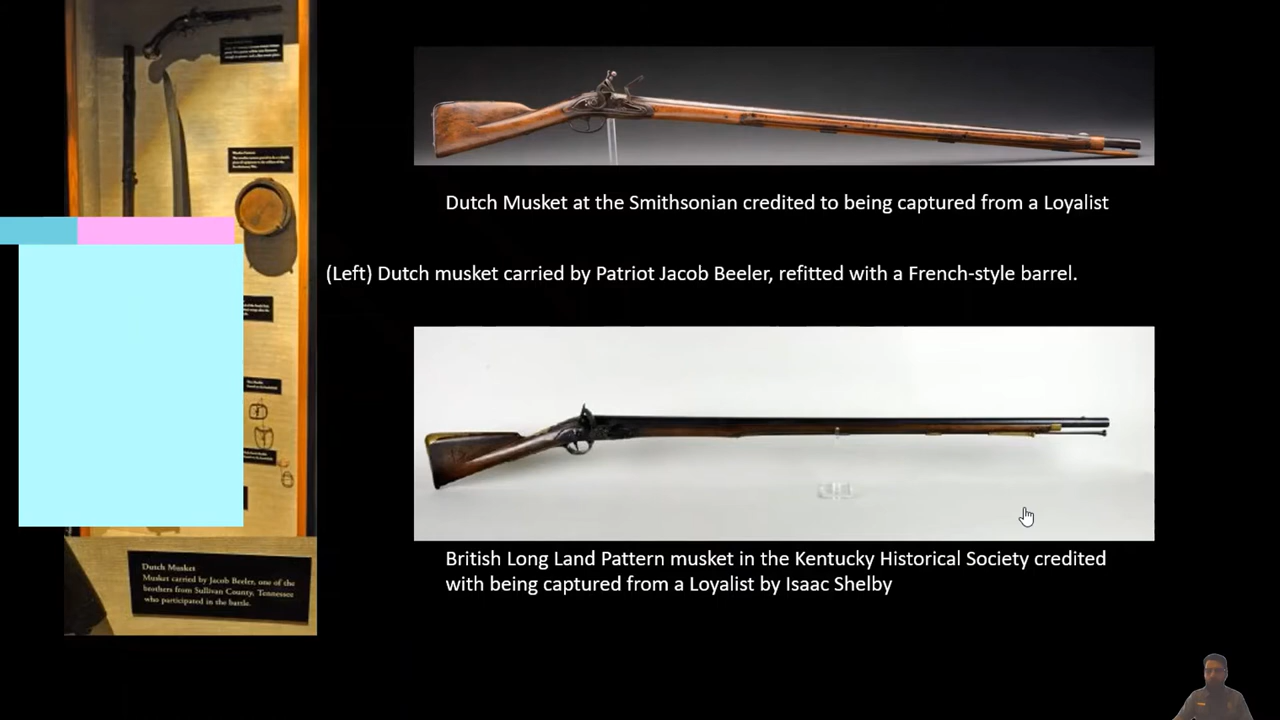 Dutch Musket at the Smithsonian credited to being captured from a Loyalist
(Left) Dutch musket carried by Patriot Jacob Beeler, refitted with a French-style barrel.
British Long Land Pattern musket in the Kentucky Historical Society credited
with being captured from a Loyalist by Isaac Shelby
Dutch Musket
Musket carried by Jacob Beeler, one of the
brothers from Sullivan County, Tennessee
who participated in the battle.